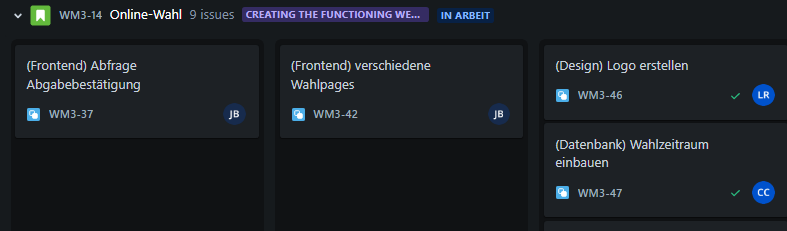 WM3-14 Online-Wahl 9 issues CREATING THE FUNCTIONING WE... IN ARBEIT
(Frontend) Abfrage
Abgabebestätigung
WM3-37 JB
(Frontend) verschiedene
Wahlpages
WM3-42 JB
(Design) Logo erstellen
WM3-46 LR
(Datenbank) Wahlzeitraum
einbauen
WM3-47 CC